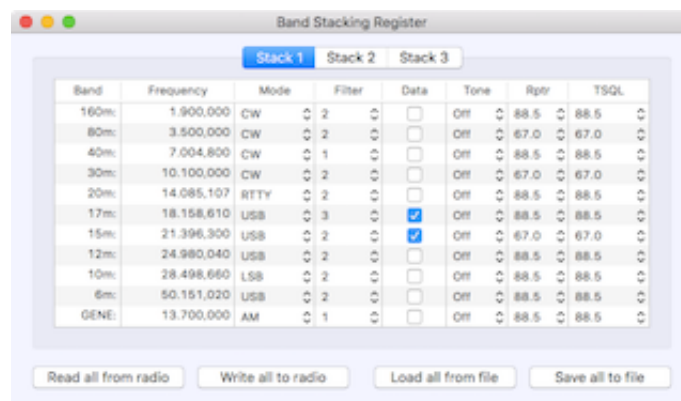 Band Stacking Register
Stack 1 Stack 2 Stack 3
Band Frequency Mode Filter Data Tone Rptr TSQL
160m: 1.900,000 CW 2 Off 88.5 88.5
80m: 3.500,000 CW 2 Off 67.0 67.0
40m: 7.004,800 CW 1 Off 88.5 88.5
30m: 10.100,000 CW 2 Off 67.0 67.0
20m: 14.085,107 RTTY 2 Off 88.5 88.5
17m: 18.158,610 USB 3 Off 88.5 88.5
15m: 21.396,300 USB 2 Off 67.0 67.0
12m: 24.980,040 USB 2 Off 88.5 88.5
10m: 28.498,660 LSB 2 Off 88.5 88.5
6m: 50.151,020 USB 2 Off 88.5 88.5
GENE: 13.700,000 AM 1 Off 88.5 88.5
Read all from radio Write all to radio Load all from file Save all to file